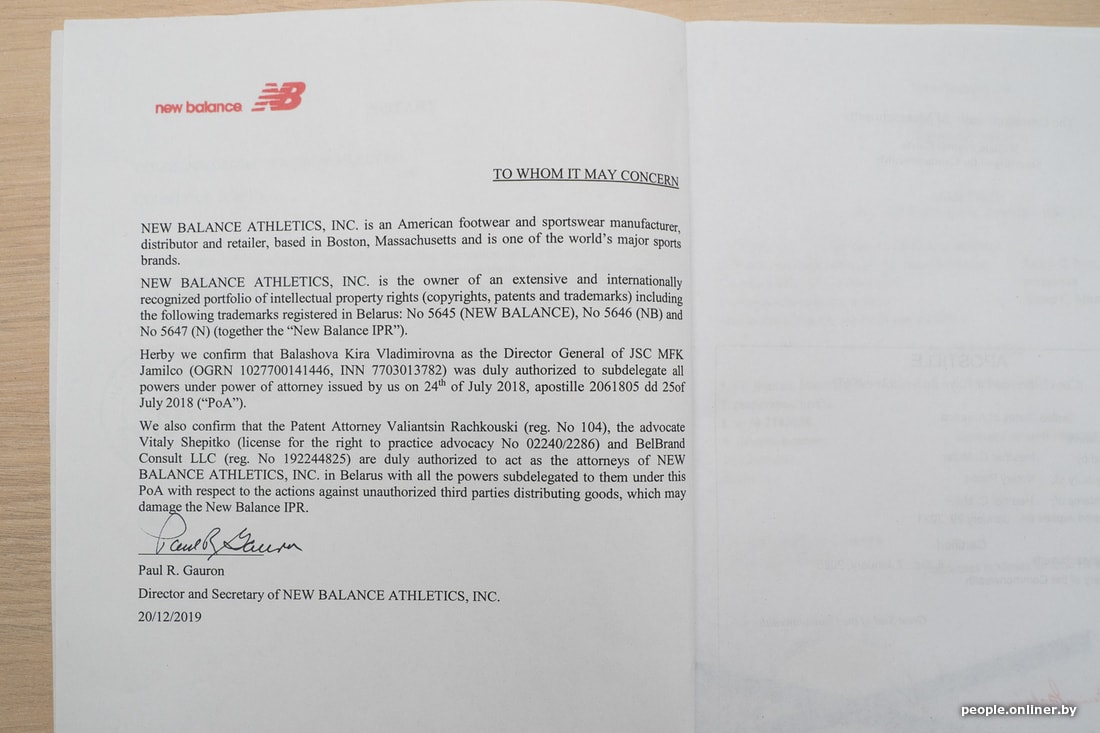 new balance NB
TO WHOM IT MAY CONCERN
NEW BALANCE ATHLETICS, INC. is an American footwear and sportswear manufacturer,
distributor and retailer, based in Boston, Massachusetts and is one of the world's major sports
brands.
NEW BALANCE ATHLETICS, INC. is the owner of an extensive and internationally
recognized portfolio of intellectual property rights (copyrights, patents and trademarks) including
the following trademarks registered in Belarus: No 5645 (NEW BALANCE), No 5646 (NB) and
No 5647 (N) (together the “New Balance IPR”).
Herby we confirm that Balashova Kira Vladimirovna as the Director General of JSC MFK
Jamilco (OGRN 1027700141446, INN 7703013782) was duly authorized to subdelegate all
powers under power of attorney issued by us on 24th of July 2018, apostille 2061805 dd 25of
July 2018 (“PoA”).
We also confirm that the Patent Attorney Valiantsin Rachkouski (reg. No 104), the advocate
Vitaly Shepitko (license for the right to practice advocacy No 02240/2286) and BelBrand
Consult LLC (reg. No 192244825) are duly authorized to act as the attorneys of NEW
BALANCE ATHLETICS, INC. in Belarus with all the powers subdelegated to them under this
PoA with respect to the actions against unauthorized third parties distributing goods, which may
damage the New Balance IPR.
Paul R Gauron
Paul R. Gauron
Director and Secretary of NEW BALANCE ATHLETICS, INC.
20/12/2019
APOSTILLE
people.onliner.by